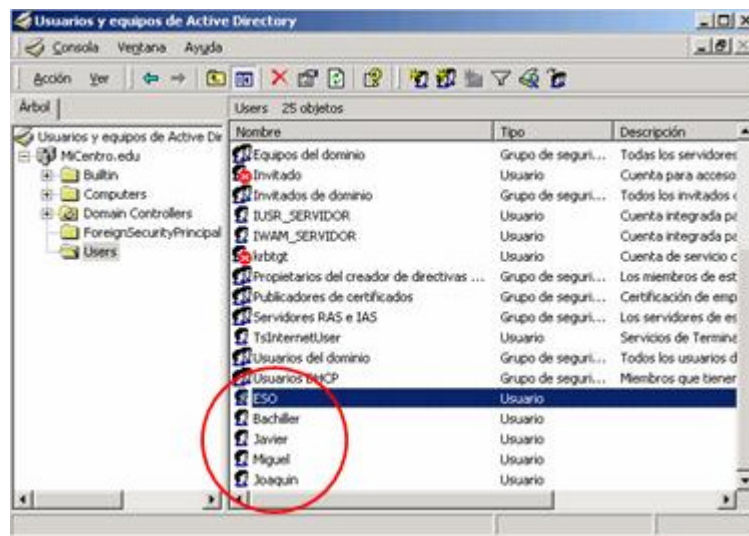 Usuarios y equipos de Active Directory
Consola Ventana Ayuda
Acción Ver
Árbol
Users 25 objetos
Usuarios y equipos de Active Dir
MiCentro.edu
Builtin
Computers
Domain Controllers
ForeignSecurityPrincipal
Users
Nombre Tipo Descripción
Equipos del dominio Grupo de seguri... Todas los servidores
Invitado Usuario Cuenta para acceso
Invitados de dominio Grupo de seguri... Todos los invitados
IUSR_SERVIDOR Usuario Cuenta integrada pa
IWAM_SERVIDOR Usuario Cuenta integrada pa
krbtgt Usuario Cuenta de servicio c
Propietarios del creador de directivas ... Grupo de seguri... Los miembros de est
Publicadores de certificados Grupo de seguri... Certificación de emp
Servidores RAS e IAS Grupo de seguri... Los servidores de es
TsInternetUser Usuario Servicios de Termina
Usuarios del dominio Grupo de seguri... Todos los usuarios d
Usuarios DHCP Grupo de seguri... Miembros que tiener
ESO Usuario
Bachiller Usuario
Javier Usuario
Miguel Usuario
Joaquin Usuario